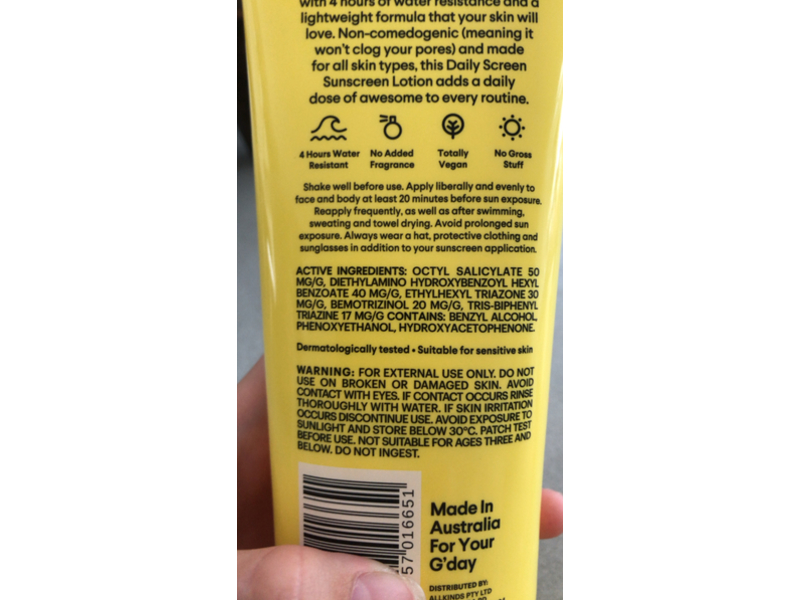 with 4 hours of water resistance and a
lightweight formula that your skin will
love. Non-comedogenic (meaning it
won't clog your pores) and made
for all skin types, this Daily Screen
Sunscreen Lotion adds a daily
dose of awesome to every routine.
4 Hours Water Resistant
No Added Fragrance
Totally Vegan
No Gross Stuff
Shake well before use. Apply liberally and evenly to
face and body at least 20 minutes before sun exposure.
Reapply frequently, as well as after swimming,
sweating and towel drying. Avoid prolonged sun
exposure. Always wear a hat, protective clothing and
sunglasses in addition to your sunscreen application.
ACTIVE INGREDIENTS: OCTYL SALICYLATE 50
MG/G, DIETHYLAMINO HYDROXYBENZOYL HEXYL
BENZOATE 40 MG/G, ETHYLHEXYL TRIAZONE 30
MG/G, BEMOTRIZINOL 20 MG/G, TRIS-BIPHENYL
TRIAZINE 17 MG/G CONTAINS: BENZYL ALCOHOL,
PHENOXYETHANOL, HYDROXYACETOPHENONE.
Dermatologically tested • Suitable for sensitive skin
WARNING: FOR EXTERNAL USE ONLY. DO NOT
USE ON BROKEN OR DAMAGED SKIN. AVOID
CONTACT WITH EYES. IF CONTACT OCCURS RINSE
THOROUGHLY WITH WATER. IF SKIN IRRITATION
OCCURS DISCONTINUE USE. AVOID EXPOSURE TO
SUNLIGHT AND STORE BELOW 30°C. PATCH TEST
BEFORE USE. NOT SUITABLE FOR AGES THREE AND
BELOW. DO NOT INGEST.
57 016651
Made In
Australia
For Your
G'day
DISTRIBUTED BY:
ALLKINDS PTY LTD